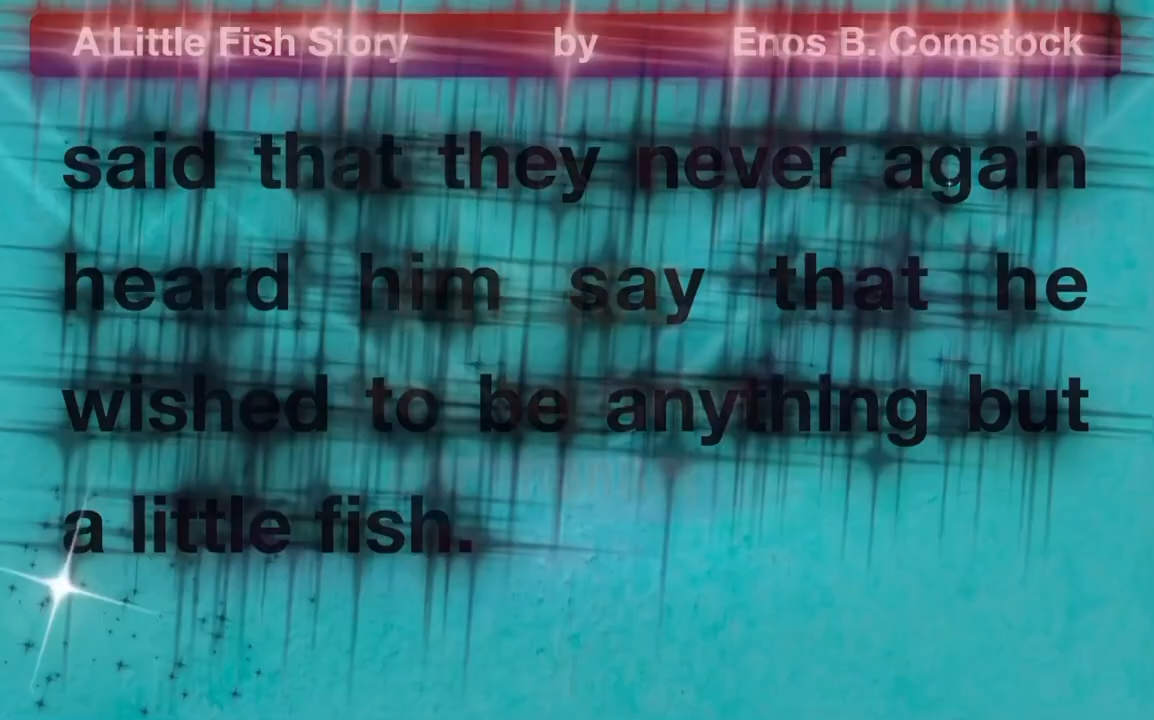 A Little Fish Story by Enos B. Comstock
said that they never again
heard him say that he
wished to be anything but
a little fish.